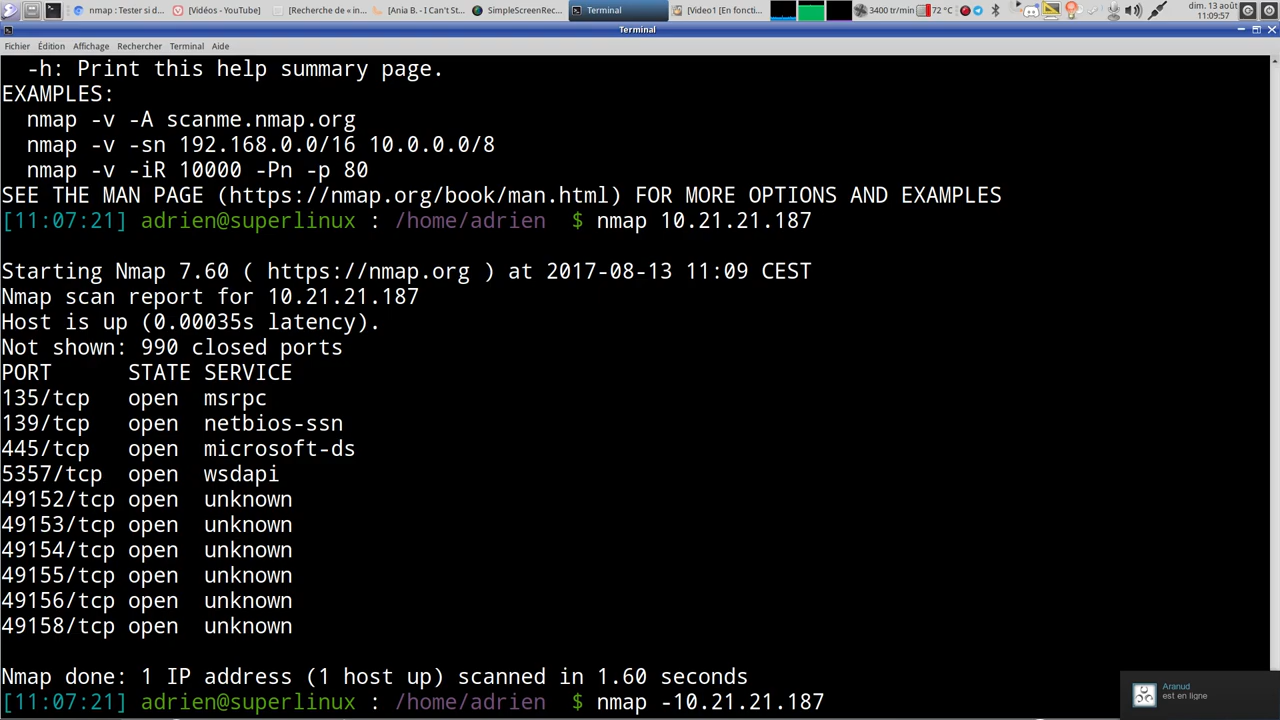 nmap : Tester si d...
[Vidéos - YouTube]
[Recherche de « in...
[Ania B. - I Can't St...
SimpleScreenRec...
Terminal
[Video1 [En foncti...
3400 tr/min
72 °C
dim. 13 août
11:09:57
Terminal
Fichier Édition Affichage Rechercher Terminal Aide
-h: Print this help summary page.
EXAMPLES:
nmap -v -A scanme.nmap.org
nmap -v -sn 192.168.0.0/16 10.0.0.0/8
nmap -v -iR 10000 -Pn -p 80
SEE THE MAN PAGE (https://nmap.org/book/man.html) FOR MORE OPTIONS AND EXAMPLES
[11:07:21] adrien@superlinux : /home/adrien $ nmap 10.21.21.187
Starting Nmap 7.60 ( https://nmap.org ) at 2017-08-13 11:09 CEST
Nmap scan report for 10.21.21.187
Host is up (0.00035s latency).
Not shown: 990 closed ports
PORT STATE SERVICE
135/tcp open msrpc
139/tcp open netbios-ssn
445/tcp open microsoft-ds
5357/tcp open wsdapi
49152/tcp open unknown
49153/tcp open unknown
49154/tcp open unknown
49155/tcp open unknown
49156/tcp open unknown
49158/tcp open unknown
Nmap done: 1 IP address (1 host up) scanned in 1.60 seconds
[11:07:21] adrien@superlinux : /home/adrien $ nmap -10.21.21.187
Aranud
est en ligne